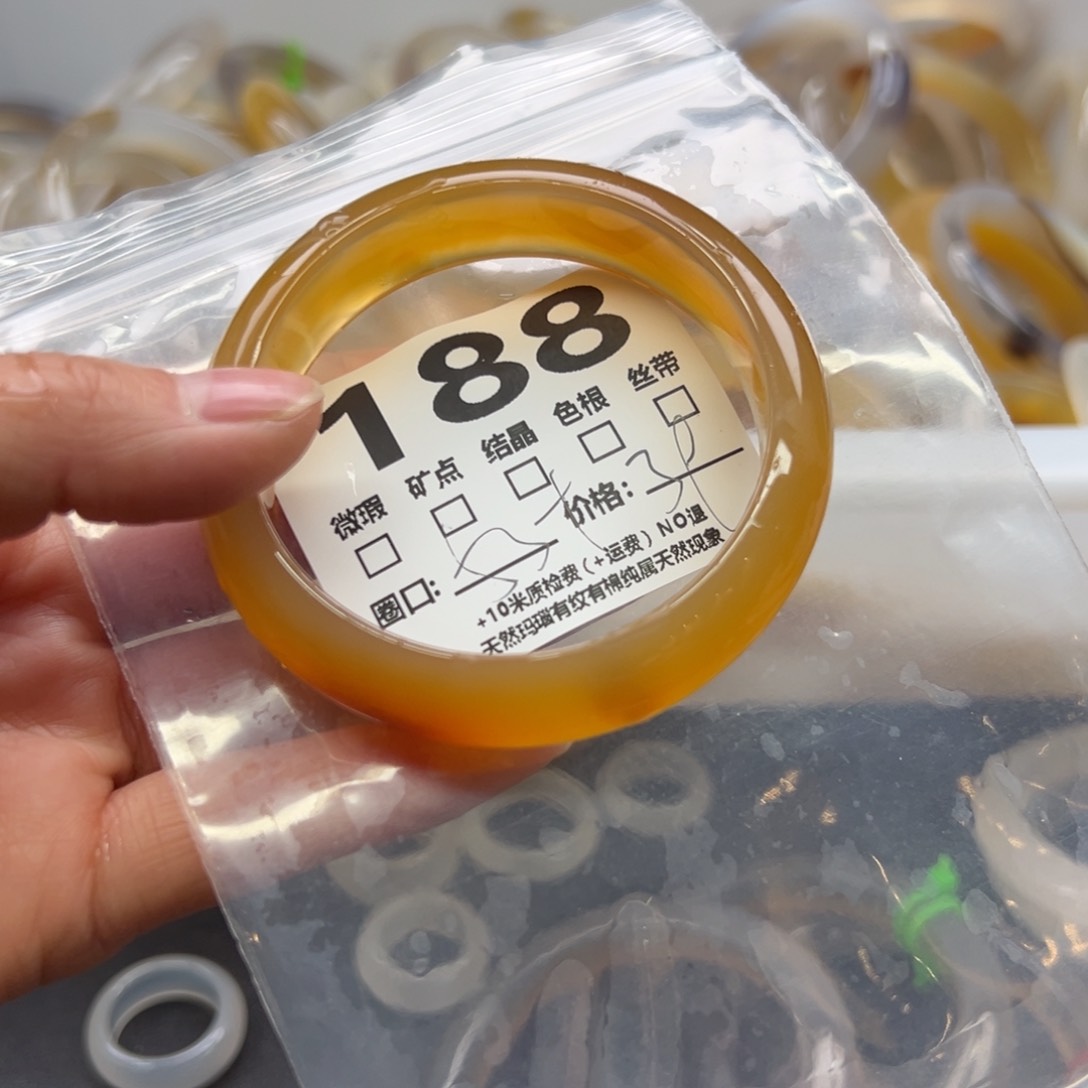 188
微瑕 矿点 结晶 色根 丝带
圈口: 价格:
+10米质检费(+运费)NO退
天然玛瑙有纹有棉纯属天然现象